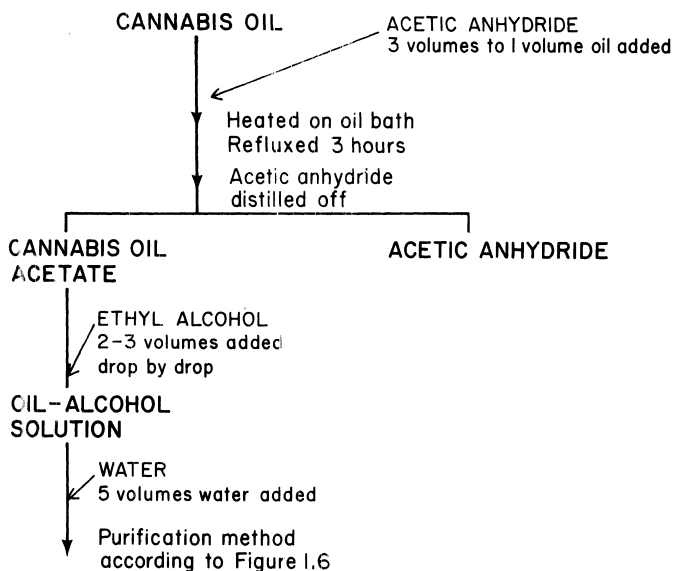 CANNABIS OIL
ACETIC ANHYDRIDE
3 volumes to 1 volume oil added
Heated on oil bath
Refluxed 3 hours
Acetic anhydride
distilled off
CANNABIS OIL
ACETATE
ACETIC ANHYDRIDE
ETHYL ALCOHOL
2-3 volumes added
drop by drop
OIL-ALCOHOL
SOLUTION
WATER
5 volumes water added
Purification method
according to Figure 1.6